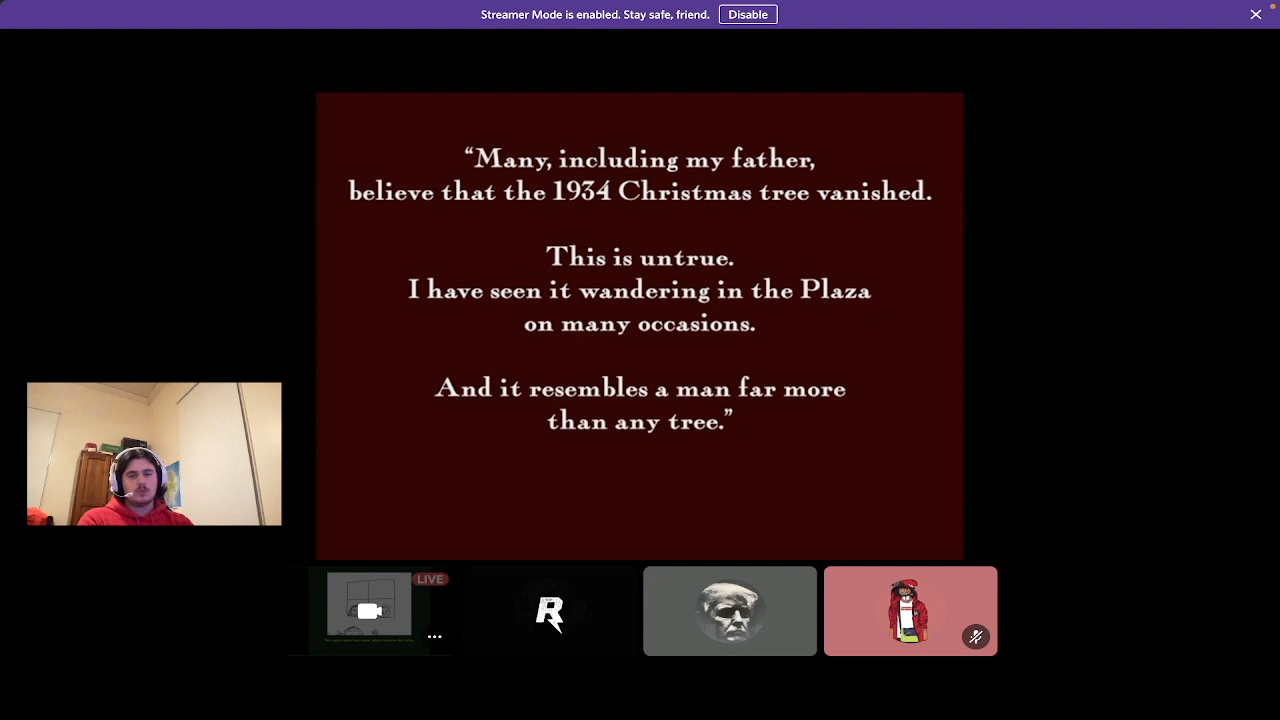 Streamer Mode is enabled. Stay safe, friend. Disable
“Many, including my father,
believe that the 1934 Christmas tree vanished.
This is untrue.
I have seen it wandering in the Plaza
on many occasions.
And it resembles a man far more
than any tree.”
LIVE
R